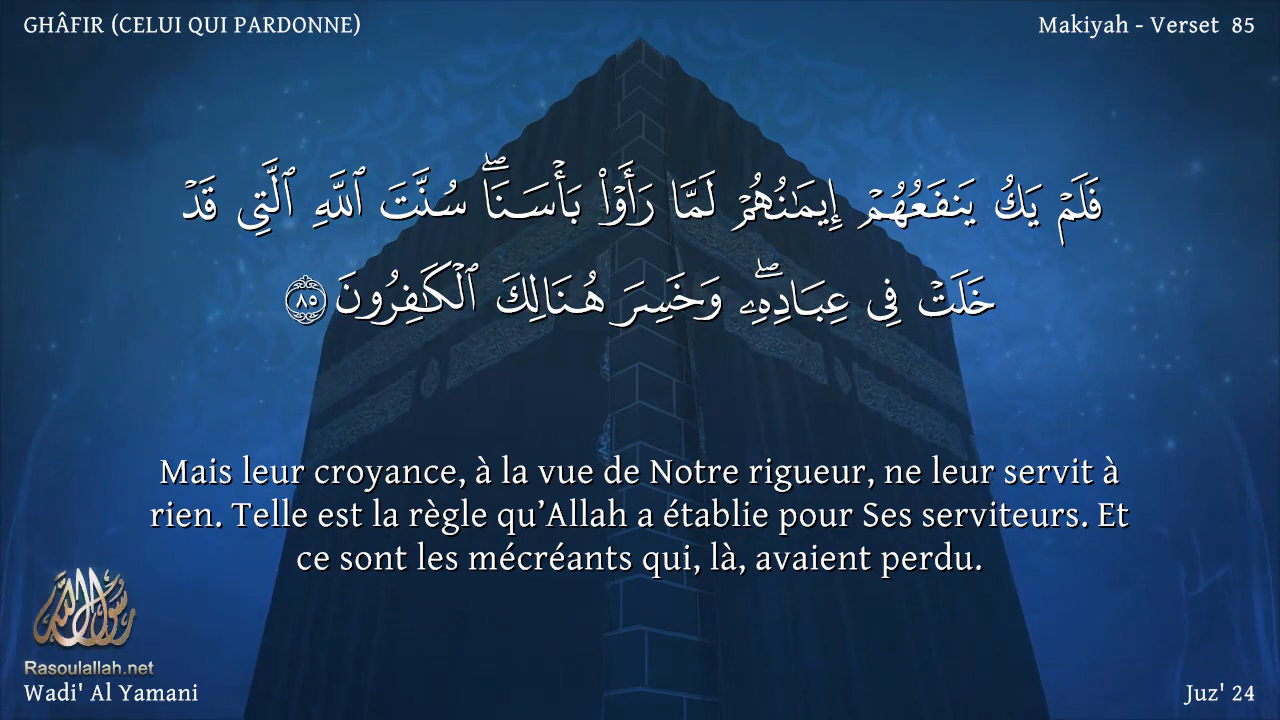 GHÂFIR (CELUI QUI PARDONNE)
Makiyah - Verset 85
فَلَمۡ يَكُ يَنفَعُهُمۡ إِيمَٰنُهُمۡ لَمَّا رَأَوۡاْ بَأۡسَنَاۖ سُنَّتَ ٱللَّهِ ٱلَّتِي قَدۡ
خَلَتۡ فِي عِبَادِهِۦۖ وَخَسِرَ هُنَالِكَ ٱلۡكَٰفِرُونَ ٨٥
Mais leur croyance, à la vue de Notre rigueur, ne leur servit à
rien. Telle est la règle qu’Allah a établie pour Ses serviteurs. Et
ce sont les mécréants qui, là, avaient perdu.
رسول الله
Rasoulallah.net
Wadi' Al Yamani
Juz' 24